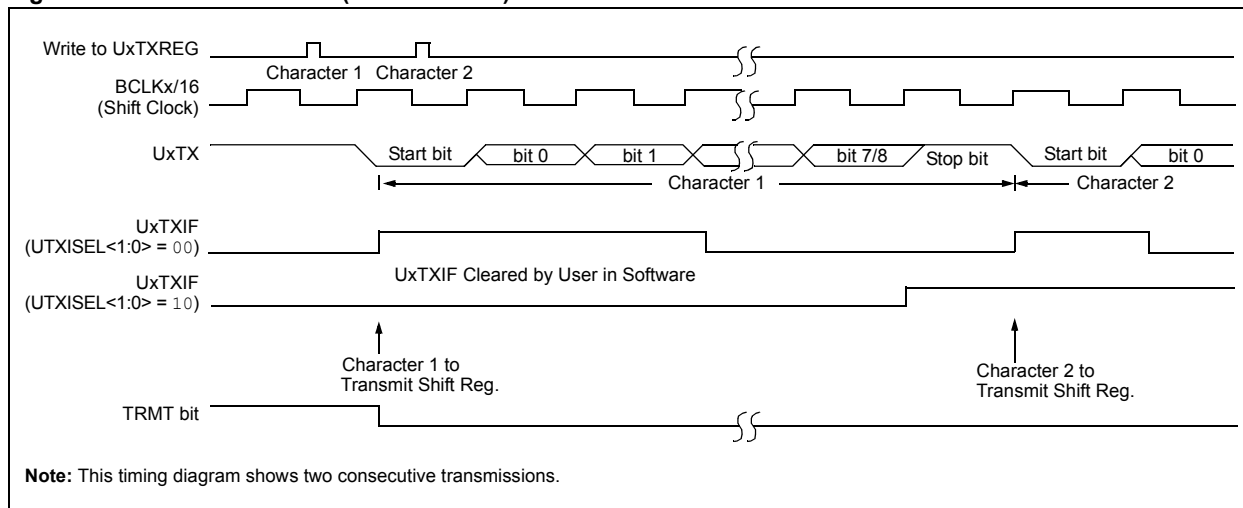 Write to UxTXREG
Character 1 Character 2
BCLKx/16
(Shift Clock)
UxTX
Start bit bit 0 bit 1 bit 7/8 Stop bit Start bit bit 0
Character 1 Character 2
UxTXIF
(UTXISEL<1:0> = 00)
UxTXIF Cleared by User in Software
UxTXIF
(UTXISEL<1:0> = 10)
Character 1 to
Transmit Shift Reg.
Character 2 to
Transmit Shift Reg.
TRMT bit
Note: This timing diagram shows two consecutive transmissions.